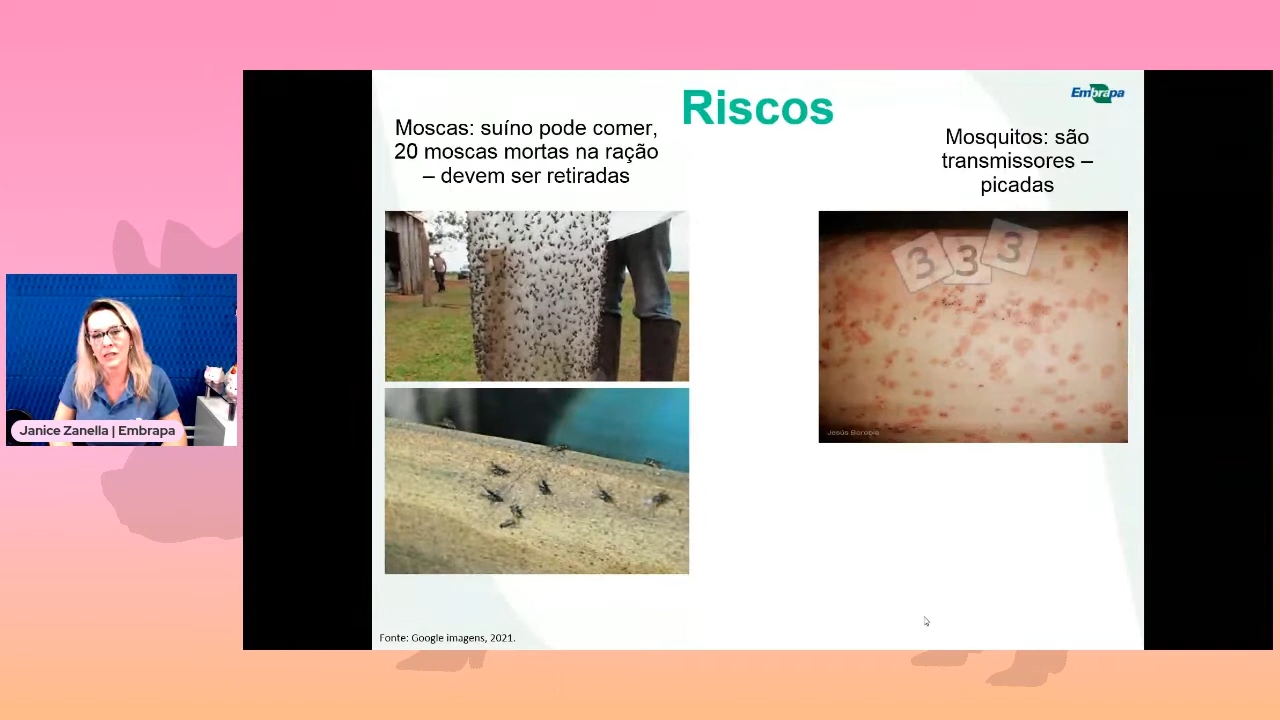 Riscos
Embrapa
Moscas: suíno pode comer,
20 moscas mortas na ração
– devem ser retiradas
Mosquitos: são
transmissores –
picadas
3 3 3
Jesús Borobia
Janice Zanella | Embrapa
Fonte: Google imagens, 2021.